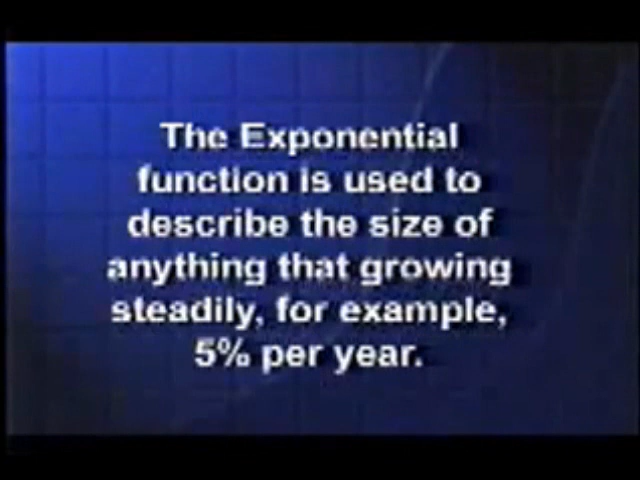 The Exponential
function is used to
describe the size of
anything that growing
steadily, for example,
5% per year.